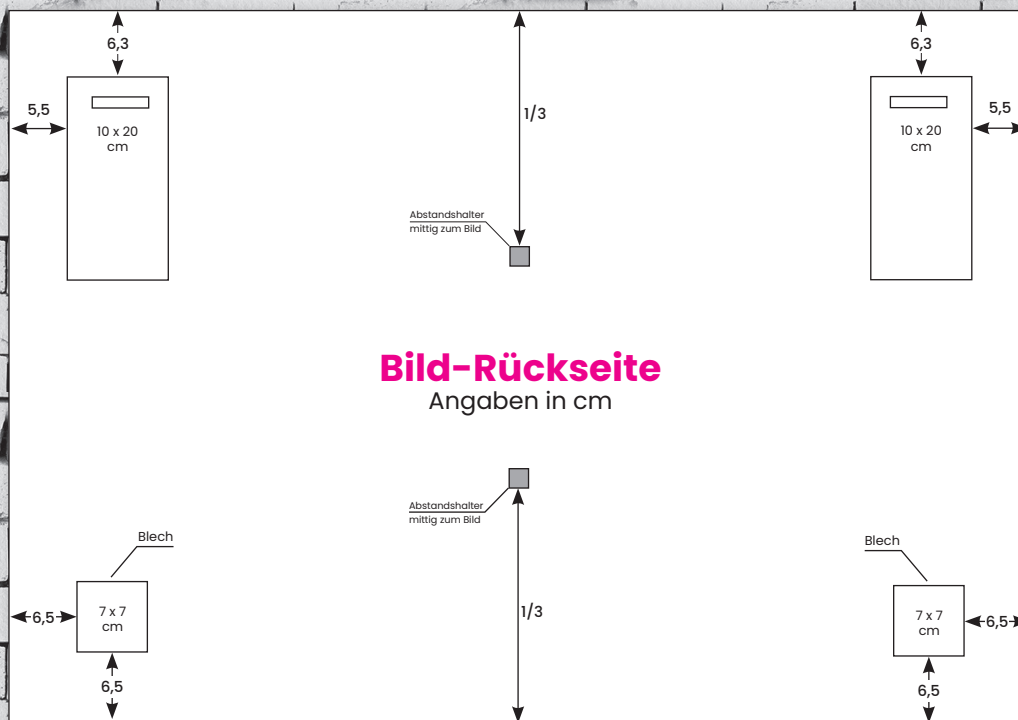 6,3
6,3
5,5
10 x 20
cm
1/3
10 x 20
cm
5,5
Abstandshalter
mittig zum Bild
Bild-Rückseite
Angaben in cm
Abstandshalter
mittig zum Bild
Blech
Blech
6,5
7 x 7
cm
1/3
7 x 7
cm
6,5
6,5
6,5